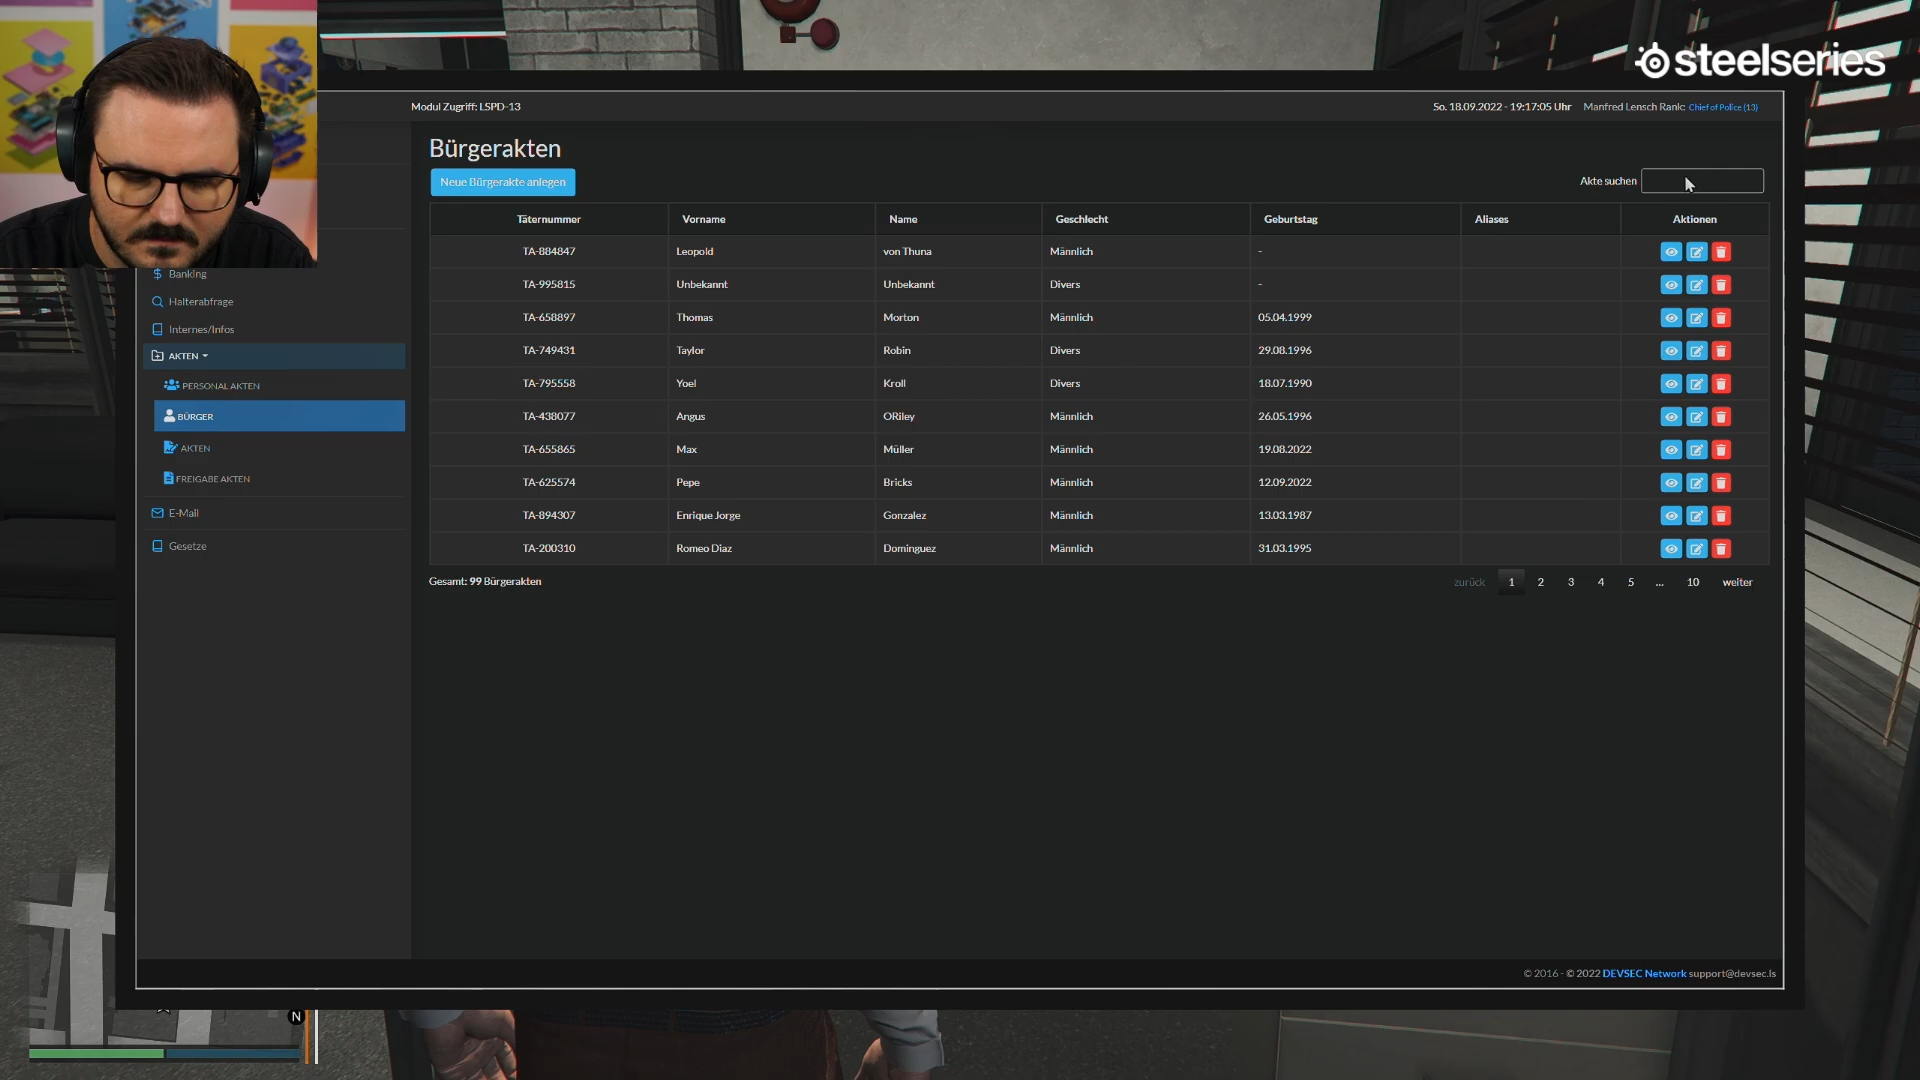 steelseries
Modul Zugriff: LSPD-13
So. 18.09.2022 - 19:17:05 Uhr Manfred Lensch Rank: Chief of Police (13)
Bürgerakten
Neue Bürgerakte anlegen
Akte suchen
Täternummer Vorname Name Geschlecht Geburtstag Aliases Aktionen
TA-884847 Leopold von Thuna Männlich -
TA-995815 Unbekannt Unbekannt Divers -
TA-658897 Thomas Morton Männlich 05.04.1999
TA-749431 Taylor Robin Divers 29.08.1996
TA-795558 Yoel Kroll Divers 18.07.1990
TA-438077 Angus ORiley Männlich 26.05.1996
TA-655865 Max Müller Männlich 19.08.2022
TA-625574 Pepe Bricks Männlich 12.09.2022
TA-894307 Enrique Jorge Gonzalez Männlich 13.03.1987
TA-200310 Romeo Diaz Dominguez Männlich 31.03.1995
Gesamt: 99 Bürgerakten
zurück 1 2 3 4 5 ... 10 weiter
Banking
Halterabfrage
Internes/Infos
AKTEN
PERSONAL AKTEN
BÜRGER
AKTEN
FREIGABE AKTEN
E-Mail
Gesetze
© 2016 - © 2022 DEVSEC Network support@devsec.ls
N